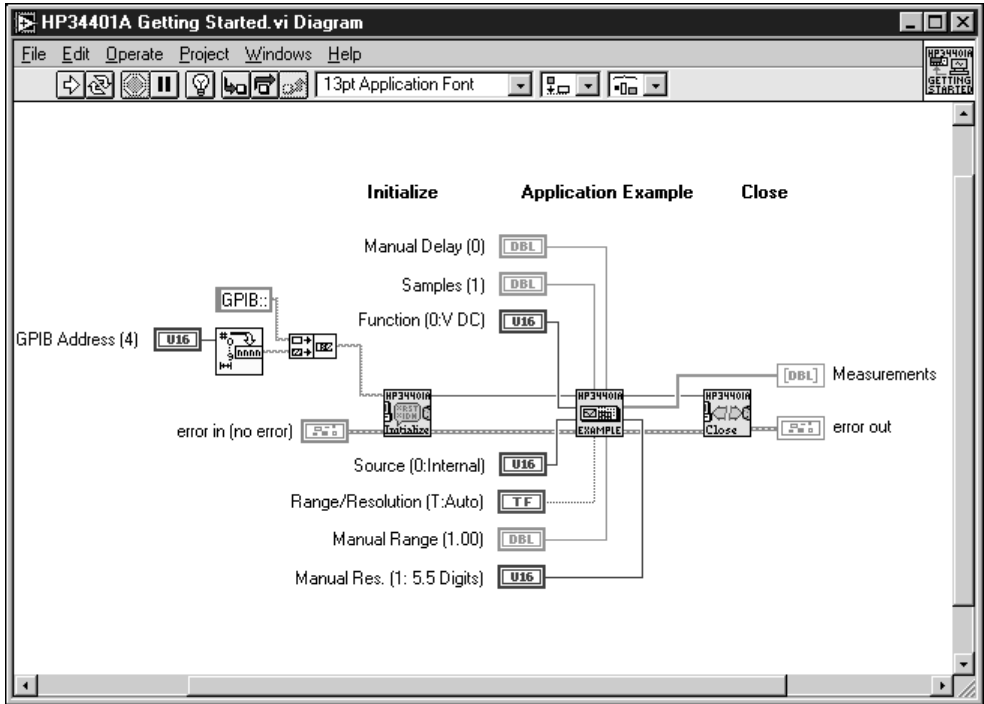 HP34401A Getting Started.vi Diagram
File Edit Operate Project Windows Help
HP34401A
GETTING
STARTED
13pt Application Font
Initialize Application Example Close
Manual Delay (0) DBL
Samples (1) DBL
GPIB::
Function (0:V DC) U16
GPIB Address (4) U16
[DBL] Measurements
HP34401A HP34401A HP34401A
error in (no error)
Initialize EXAMPLE Close
error out
Source (0:Internal) U16
Range/Resolution (T:Auto) TF
Manual Range (1.00) DBL
Manual Res. (1: 5.5 Digits) U16